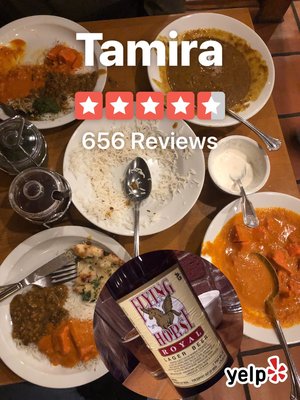 Tamira
656 Reviews
FLYING
HORSE
ROYAL
LAGER BEER
yelp